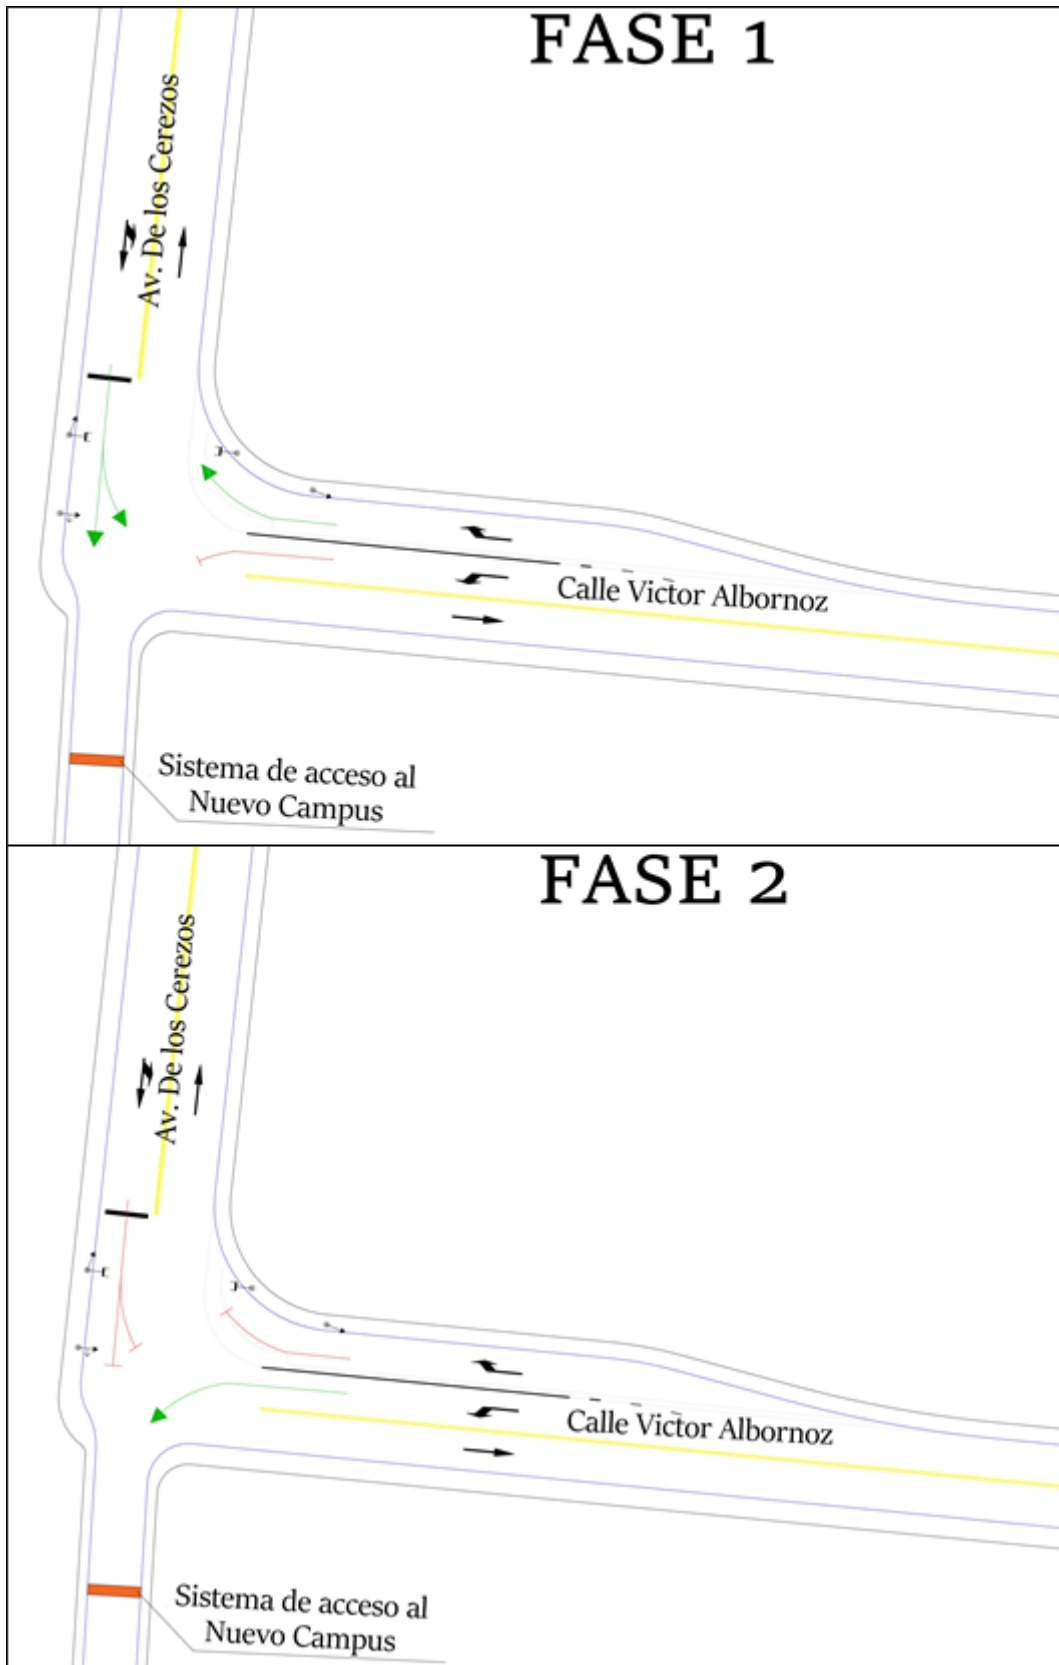 FASE 1
Av. De los Cerezos
Calle Victor Albornoz
Sistema de acceso al
Nuevo Campus
FASE 2
Av. De los Cerezos
Calle Victor Albornoz
Sistema de acceso al
Nuevo Campus